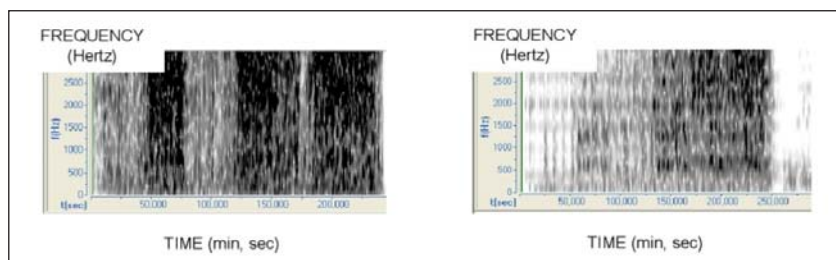 FREQUENCY
(Hertz)
2500
2000
1500
1000
500
0
f(Hz)
t[sec]
50,000 100,000 150,000 200,000
TIME (min, sec)
FREQUENCY
(Hertz)
2500
2000
1500
1000
500
0
f(Hz)
t[sec]
50,000 100,000 150,000 200,000 250,000
TIME (min, sec)